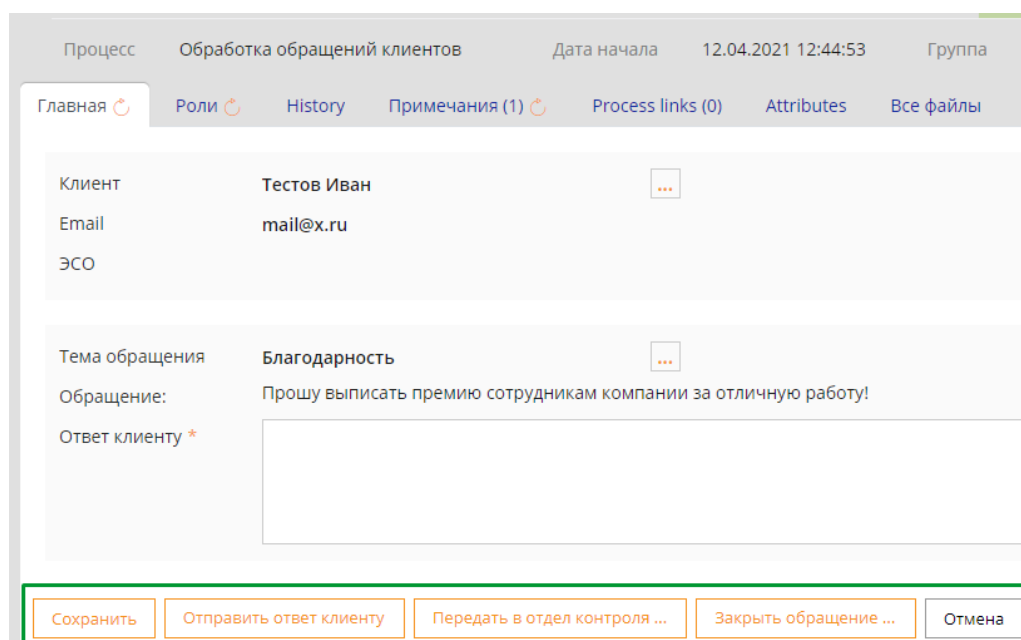 Процесс Обработка обращений клиентов Дата начала 12.04.2021 12:44:53 Группа
Главная Роли History Примечания (1) Process links (0) Attributes Все файлы
Клиент Тестов Иван ...
Email mail@x.ru
ЭСО
Тема обращения Благодарность ...
Обращение: Прошу выписать премию сотрудникам компании за отличную работу!
Ответ клиенту *
Сохранить Отправить ответ клиенту Передать в отдел контроля ... Закрыть обращение ... Отмена